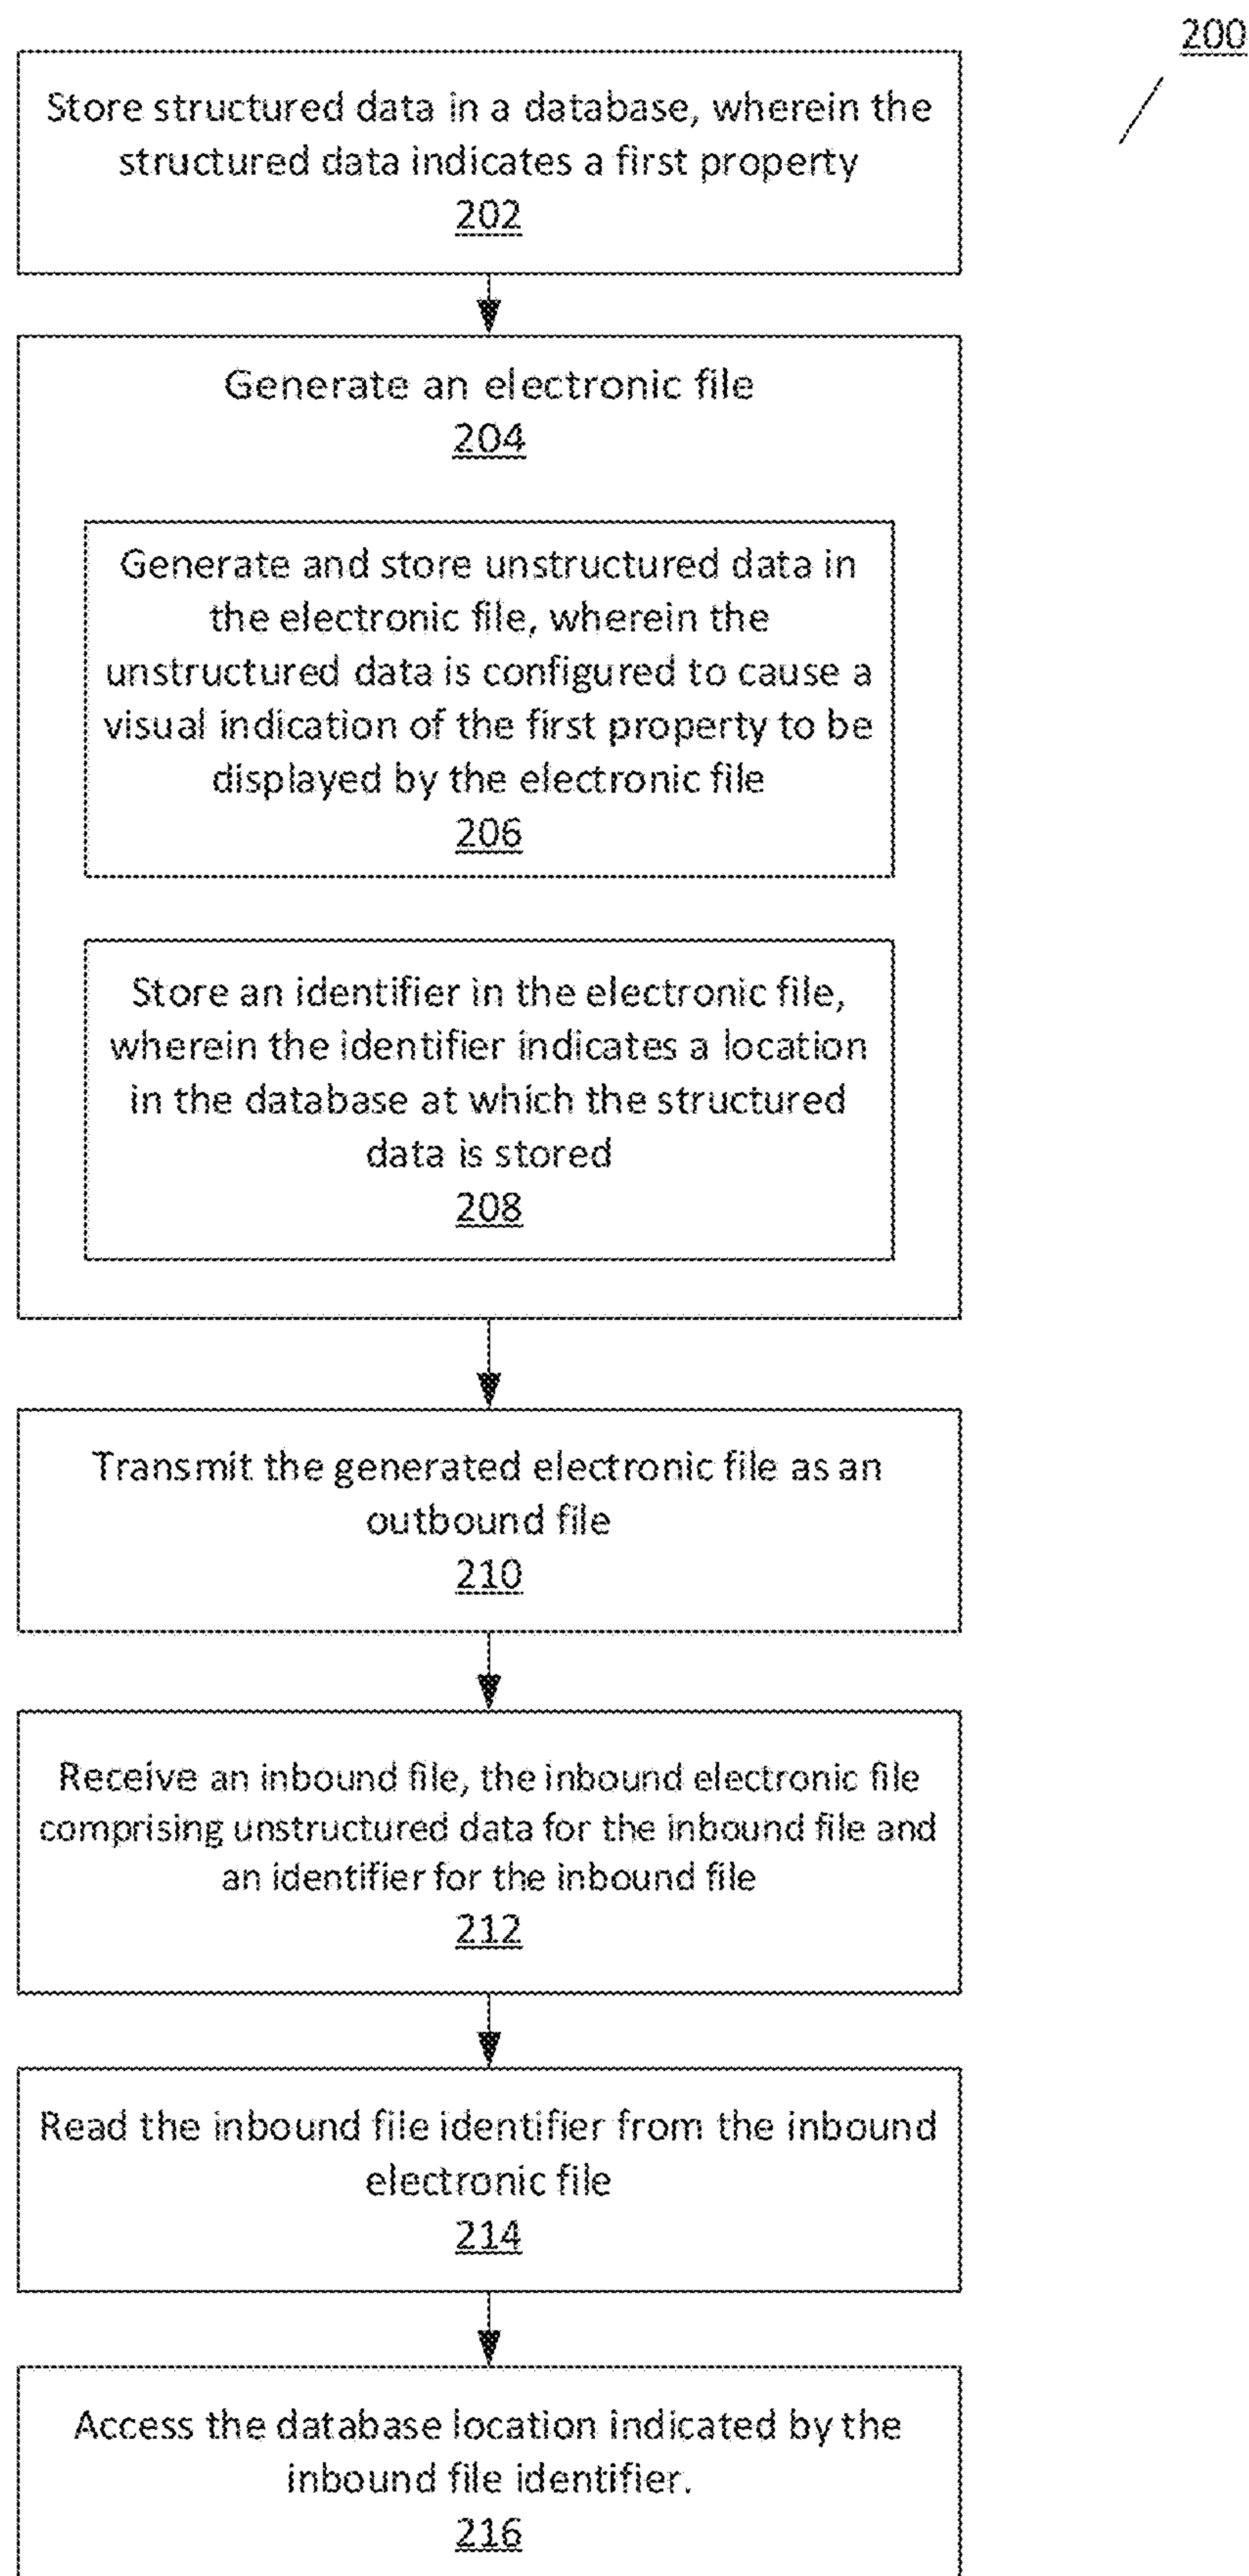 200
Store structured data in a database, wherein the
structured data indicates a first property
202
Generate an electronic file
204
Generate and store unstructured data in
the electronic file, wherein the
unstructured data is configured to cause a
visual indication of the first property to be
displayed by the electronic file
206
Store an identifier in the electronic file,
wherein the identifier indicates a location
in the database at which the structured
data is stored
208
Transmit the generated electronic file as an
outbound file
210
Receive an inbound file, the inbound electronic file
comprising unstructured data for the inbound file and
an identifier for the inbound file
212
Read the inbound file identifier from the inbound
electronic file
214
Access the database location indicated by the
inbound file identifier.
216